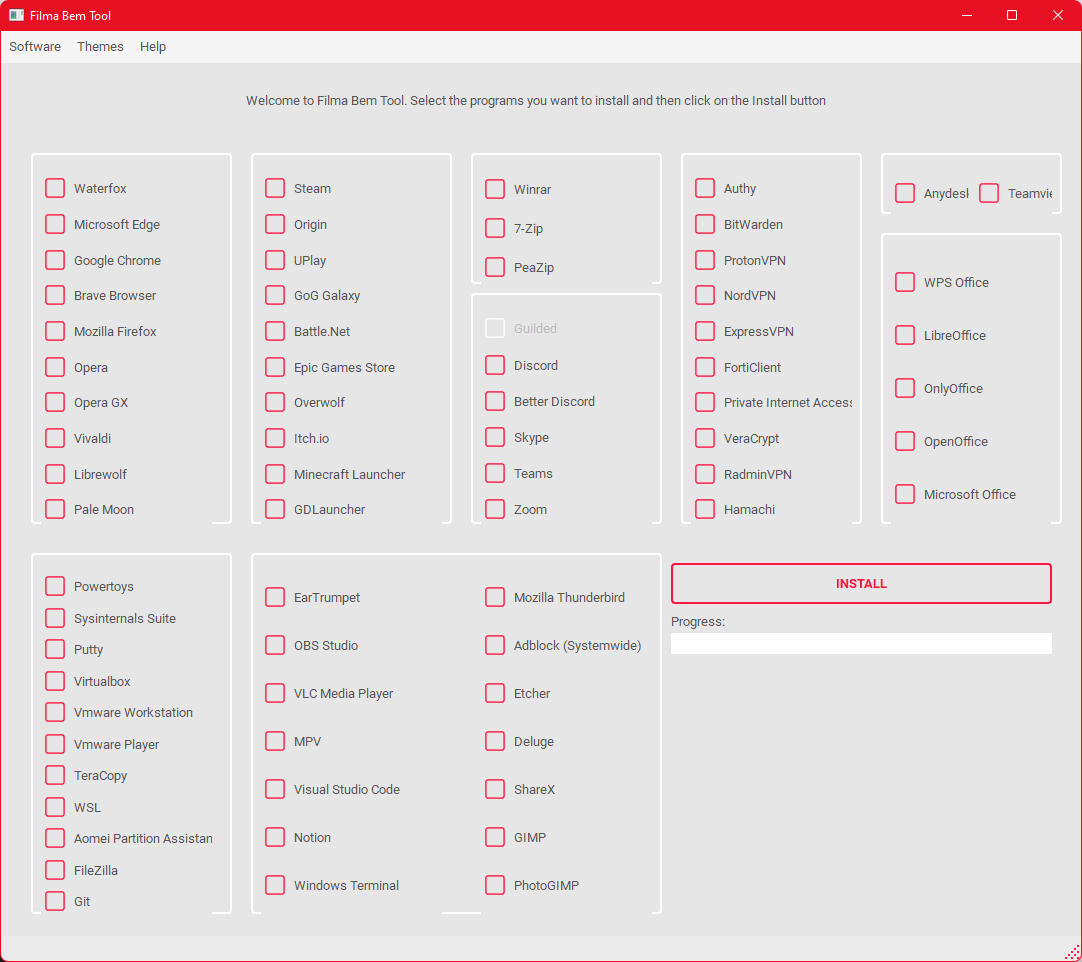 Filma Bem Tool
Software Themes Help
Welcome to Filma Bem Tool. Select the programs you want to install and then click on the Install button
Waterfox
Microsoft Edge
Google Chrome
Brave Browser
Mozilla Firefox
Opera
Opera GX
Vivaldi
Librewolf
Pale Moon
Steam
Origin
UPlay
GoG Galaxy
Battle.Net
Epic Games Store
Overwolf
Itch.io
Minecraft Launcher
GDLauncher
Winrar
7-Zip
PeaZip
Guilded
Discord
Better Discord
Skype
Teams
Zoom
Authy
BitWarden
ProtonVPN
NordVPN
ExpressVPN
FortiClient
Private Internet Access
VeraCrypt
RadminVPN
Hamachi
Anydesk Teamvie
WPS Office
LibreOffice
OnlyOffice
OpenOffice
Microsoft Office
Powertoys
Sysinternals Suite
Putty
Virtualbox
Vmware Workstation
Vmware Player
TeraCopy
WSL
Aomei Partition Assistan
FileZilla
Git
EarTrumpet
OBS Studio
VLC Media Player
MPV
Visual Studio Code
Notion
Windows Terminal
Mozilla Thunderbird
Adblock (Systemwide)
Etcher
Deluge
ShareX
GIMP
PhotoGIMP
INSTALL
Progress: